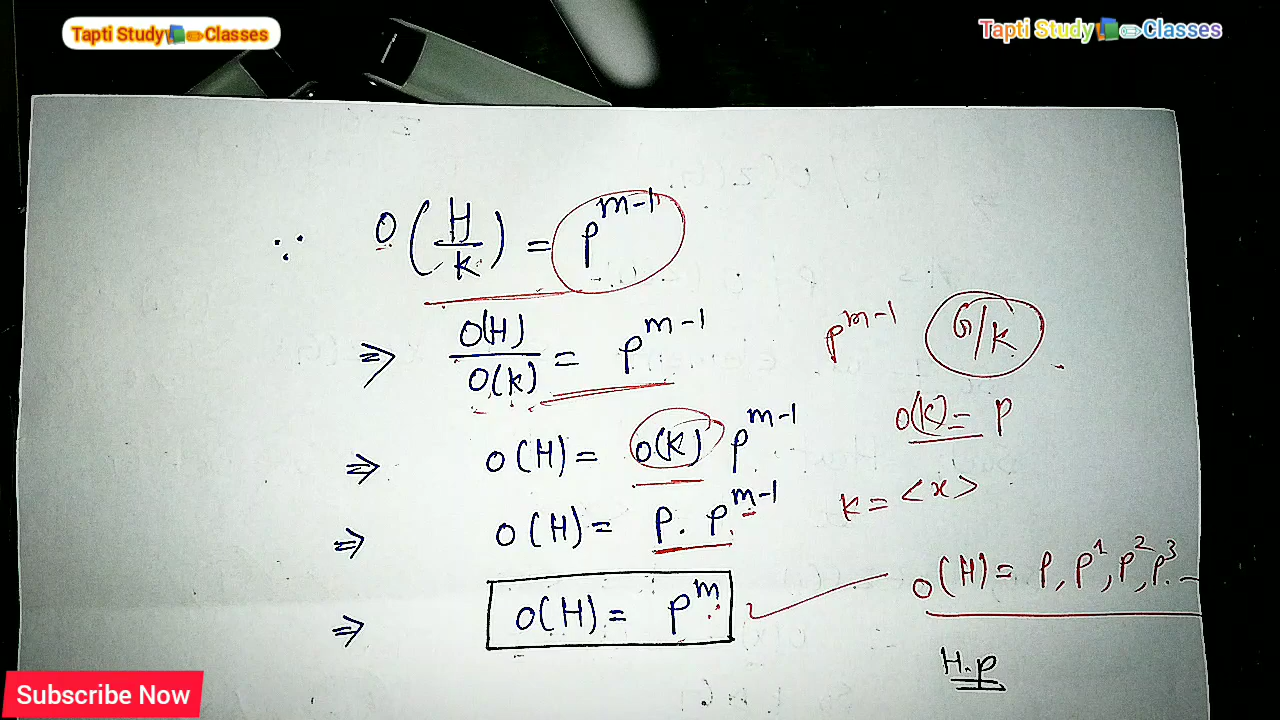 Tapti Study📚✏️Classes
Tapti Study📚✏️Classes
∵ O(H/K) = p^{m-1}
⇒ O(H)/O(K) = p^{m-1}
p^{m-1} G/K
O(K) = p
⇒ O(H) = O(K) p^{m-1}
K = <x>
⇒ O(H) = p. p^{m-1}
O(H) = p, p^1, p^2, p^3. -
⇒ O(H) = p^m
H.p
Subscribe Now